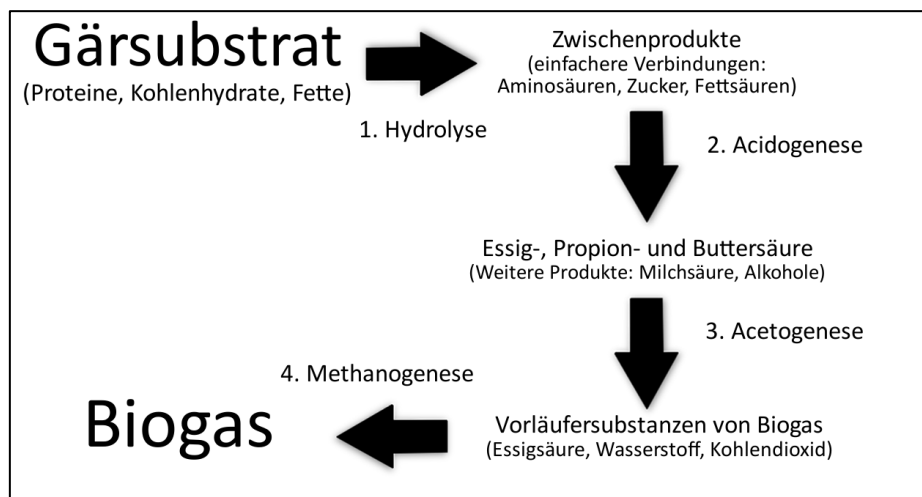 Gärsubstrat
(Proteine, Kohlenhydrate, Fette)
1. Hydrolyse
Zwischenprodukte
(einfachere Verbindungen:
Aminosäuren, Zucker, Fettsäuren)
2. Acidogenese
Essig-, Propion- und Buttersäure
(Weitere Produkte: Milchsäure, Alkohole)
3. Acetogenese
Vorläufersubstanzen von Biogas
(Essigsäure, Wasserstoff, Kohlendioxid)
4. Methanogenese
Biogas